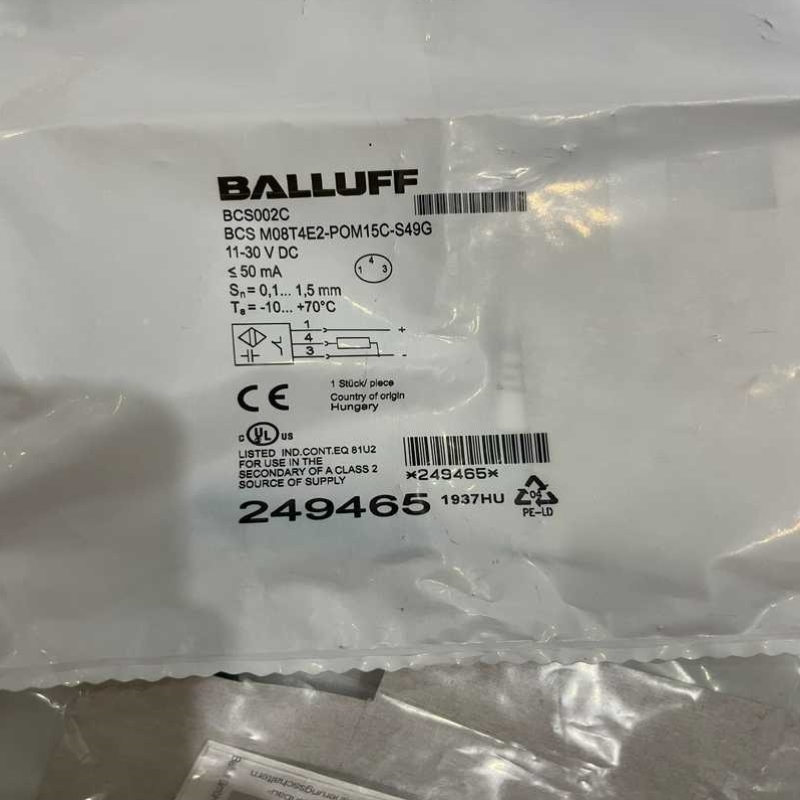 BALLUFF
BCS002C
BCS M08T4E2-POM15C-S49G
11-30 V DC
≤ 50 mA
1 4 3
Sn = 0,1... 1,5 mm
Ta = -10... +70°C
1 +
4
3 -
CE
1 Stück/ piece
Country of origin
Hungary
c UL us
LISTED IND.CONT.EQ 81U2
FOR USE IN THE
SECONDARY OF A CLASS 2
SOURCE OF SUPPLY
*249465*
249465 1937HU
04
PE-LD